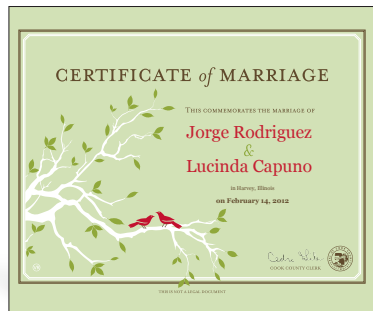 CERTIFICATE of MARRIAGE
THIS COMMEMORATES THE MARRIAGE OF
Jorge Rodriguez
&
Lucinda Capuno
in Harvey, Illinois
on February 14, 2012
COOK COUNTY CLERK
THIS IS NOT A LEGAL DOCUMENT